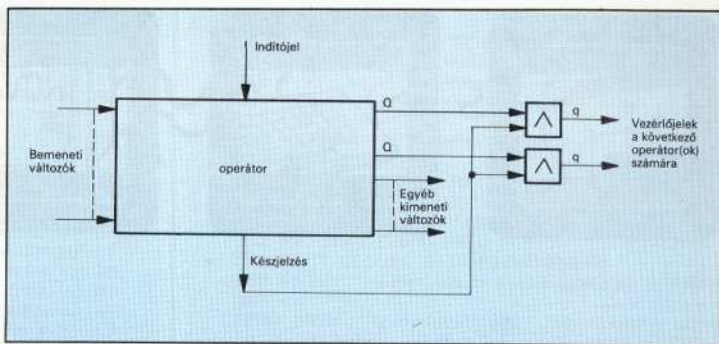 Indítójel
Bemeneti
változók
operátor
Q
Q
Egyéb
kimeneti
változók
Készjelzés
∧
q
∧
q
Vezérlőjelek
a következő
operátor(ok)
számára